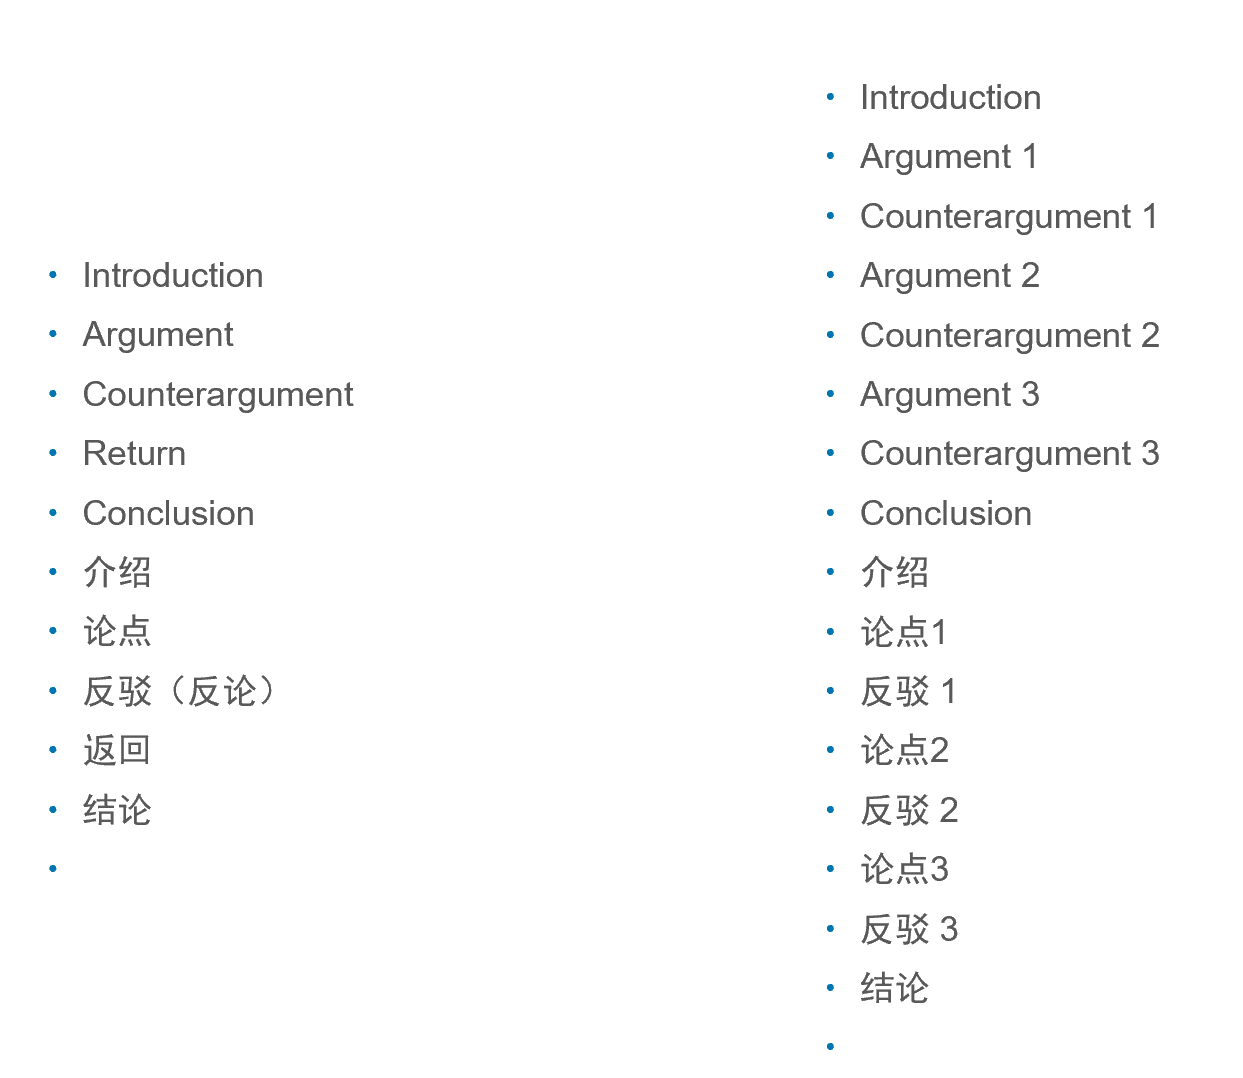 Introduction
Argument
Counterargument
Return
Conclusion
介绍
论点
反驳（反论）
返回
结论
Introduction
Argument 1
Counterargument 1
Argument 2
Counterargument 2
Argument 3
Counterargument 3
Conclusion
介绍
论点1
反驳 1
论点2
反驳 2
论点3
反驳 3
结论